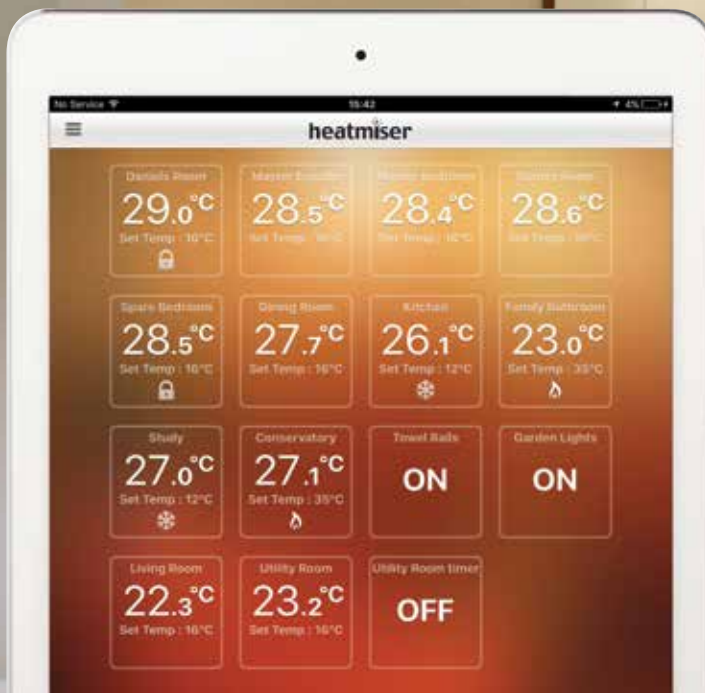 No Service
15:42
4%
heatmiser
Daniels Room
29.0°C
Set Temp : 16°C
28.5°C
28.4°C
28.6°C
Spare Bedroom
28.5°C
Set Temp : 16°C
Dining Room
27.7°C
Set Temp : 16°C
Kitchen
26.1°C
Set Temp : 12°C
Family Bathroom
23.0°C
Set Temp : 35°C
Study
27.0°C
Set Temp : 12°C
Conservatory
27.1°C
Set Temp : 35°C
Towel Rails
ON
Garden Lights
ON
Living Room
22.3°C
Set Temp : 16°C
Utility Room
23.2°C
Set Temp : 16°C
Utility Room timer
OFF